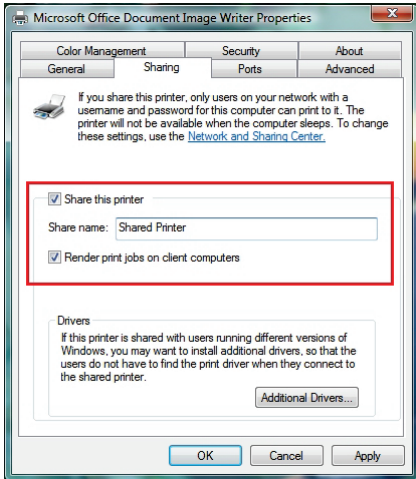 Microsoft Office Document Image Writer Properties
Color Management Security About
General Sharing Ports Advanced
If you share this printer, only users on your network with a
username and password for this computer can print to it. The
printer will not be available when the computer sleeps. To change
these settings, use the Network and Sharing Center.
Share this printer
Share name: Shared Printer
Render print jobs on client computers
Drivers
If this printer is shared with users running different versions of
Windows, you may want to install additional drivers, so that the
users do not have to find the print driver when they connect to
the shared printer.
Additional Drivers...
OK Cancel Apply